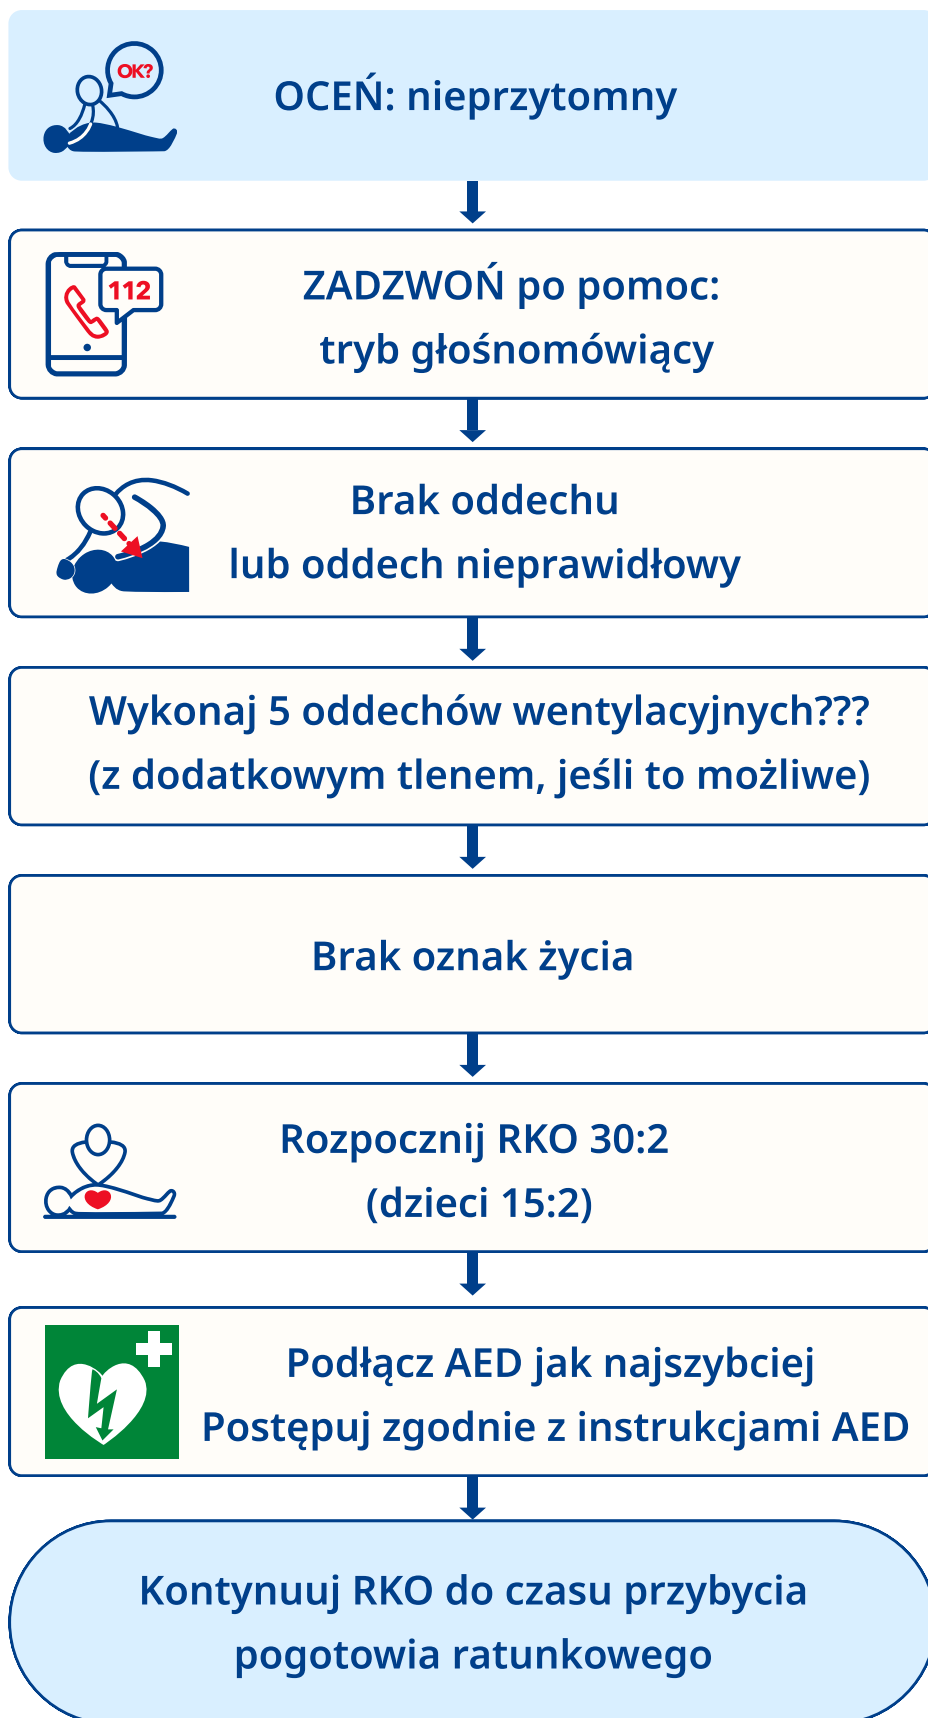 OK?
OCEŃ: nieprzytomny
112
ZADZWOŃ po pomoc:
tryb głośnomówiący
Brak oddechu
lub oddech nieprawidłowy
Wykonaj 5 oddechów wentylacyjnych???
(z dodatkowym tlenem, jeśli to możliwe)
Brak oznak życia
Rozpocznij RKO 30:2
(dzieci 15:2)
Podłącz AED jak najszybciej
Postępuj zgodnie z instrukcjami AED
Kontynuuj RKO do czasu przybycia
pogotowia ratunkowego